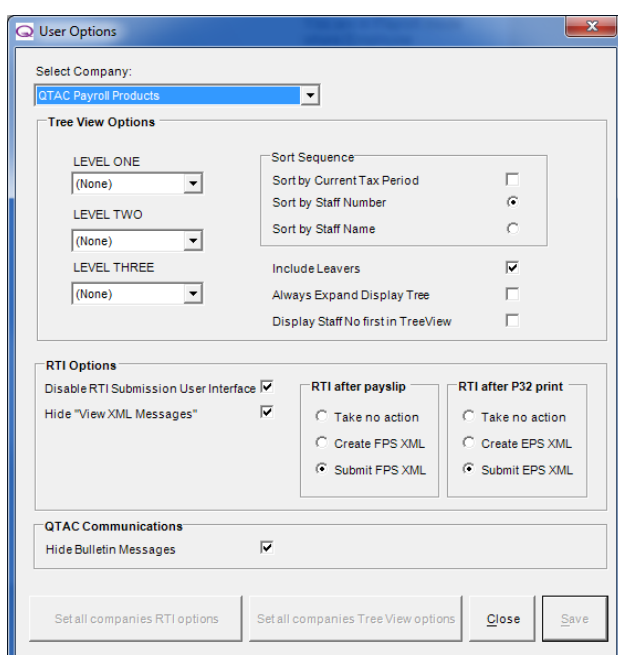 User Options
Select Company:
QTAC Payroll Products
Tree View Options
LEVEL ONE
(None)
LEVEL TWO
(None)
LEVEL THREE
(None)
Sort Sequence
Sort by Current Tax Period
Sort by Staff Number
Sort by Staff Name
Include Leavers
Always Expand Display Tree
Display Staff No first in TreeView
RTI Options
Disable RTI Submission User Interface
Hide "View XML Messages"
RTI after payslip
Take no action
Create FPS XML
Submit FPS XML
RTI after P32 print
Take no action
Create EPS XML
Submit EPS XML
QTAC Communications
Hide Bulletin Messages
Set all companies RTI options
Set all companies Tree View options
Close
Save